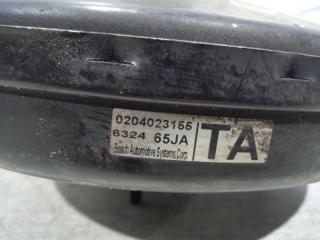 0204023155
6324 65JA
Bosch Automotive Systems Corp.
TA